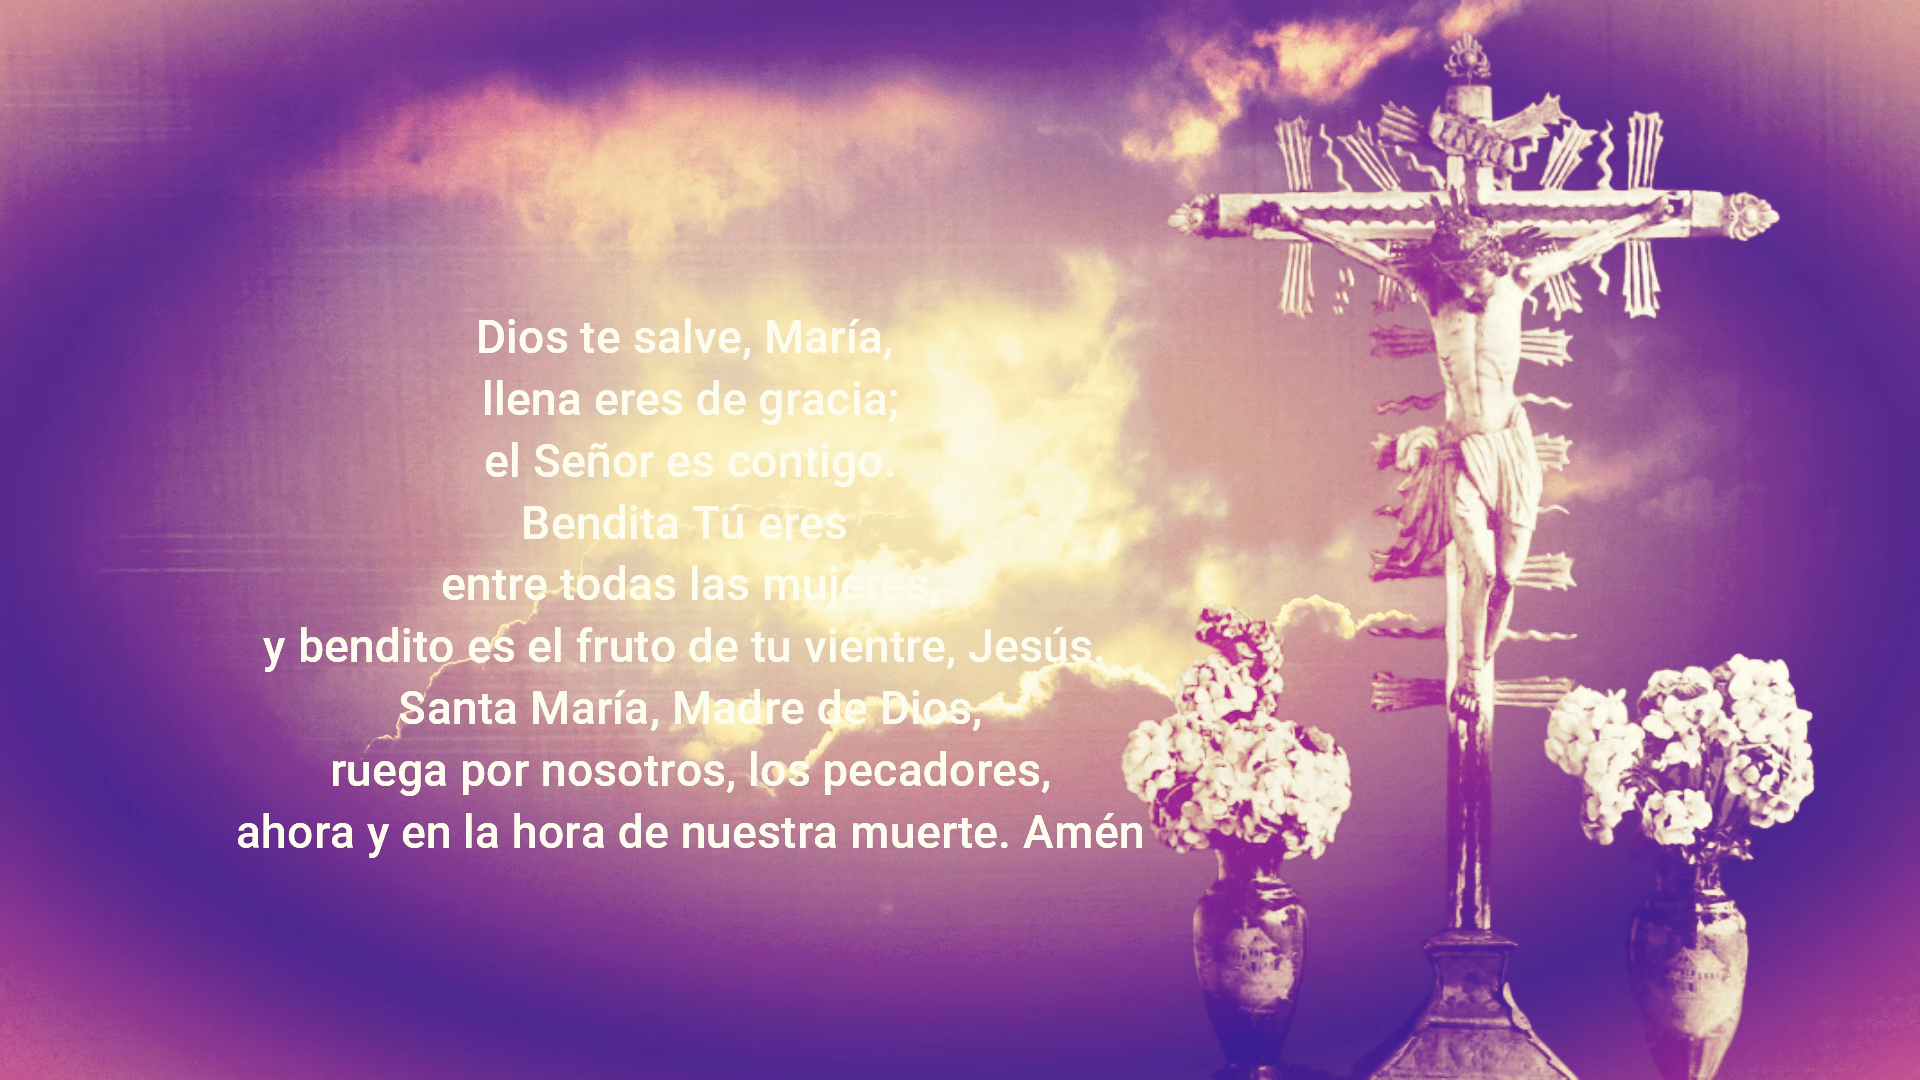 Dios te salve, María,
llena eres de gracia;
el Señor es contigo.
Bendita Tú eres
entre todas las mujeres,
y bendito es el fruto de tu vientre, Jesús.
Santa María, Madre de Dios,
ruega por nosotros, los pecadores,
ahora y en la hora de nuestra muerte. Amén